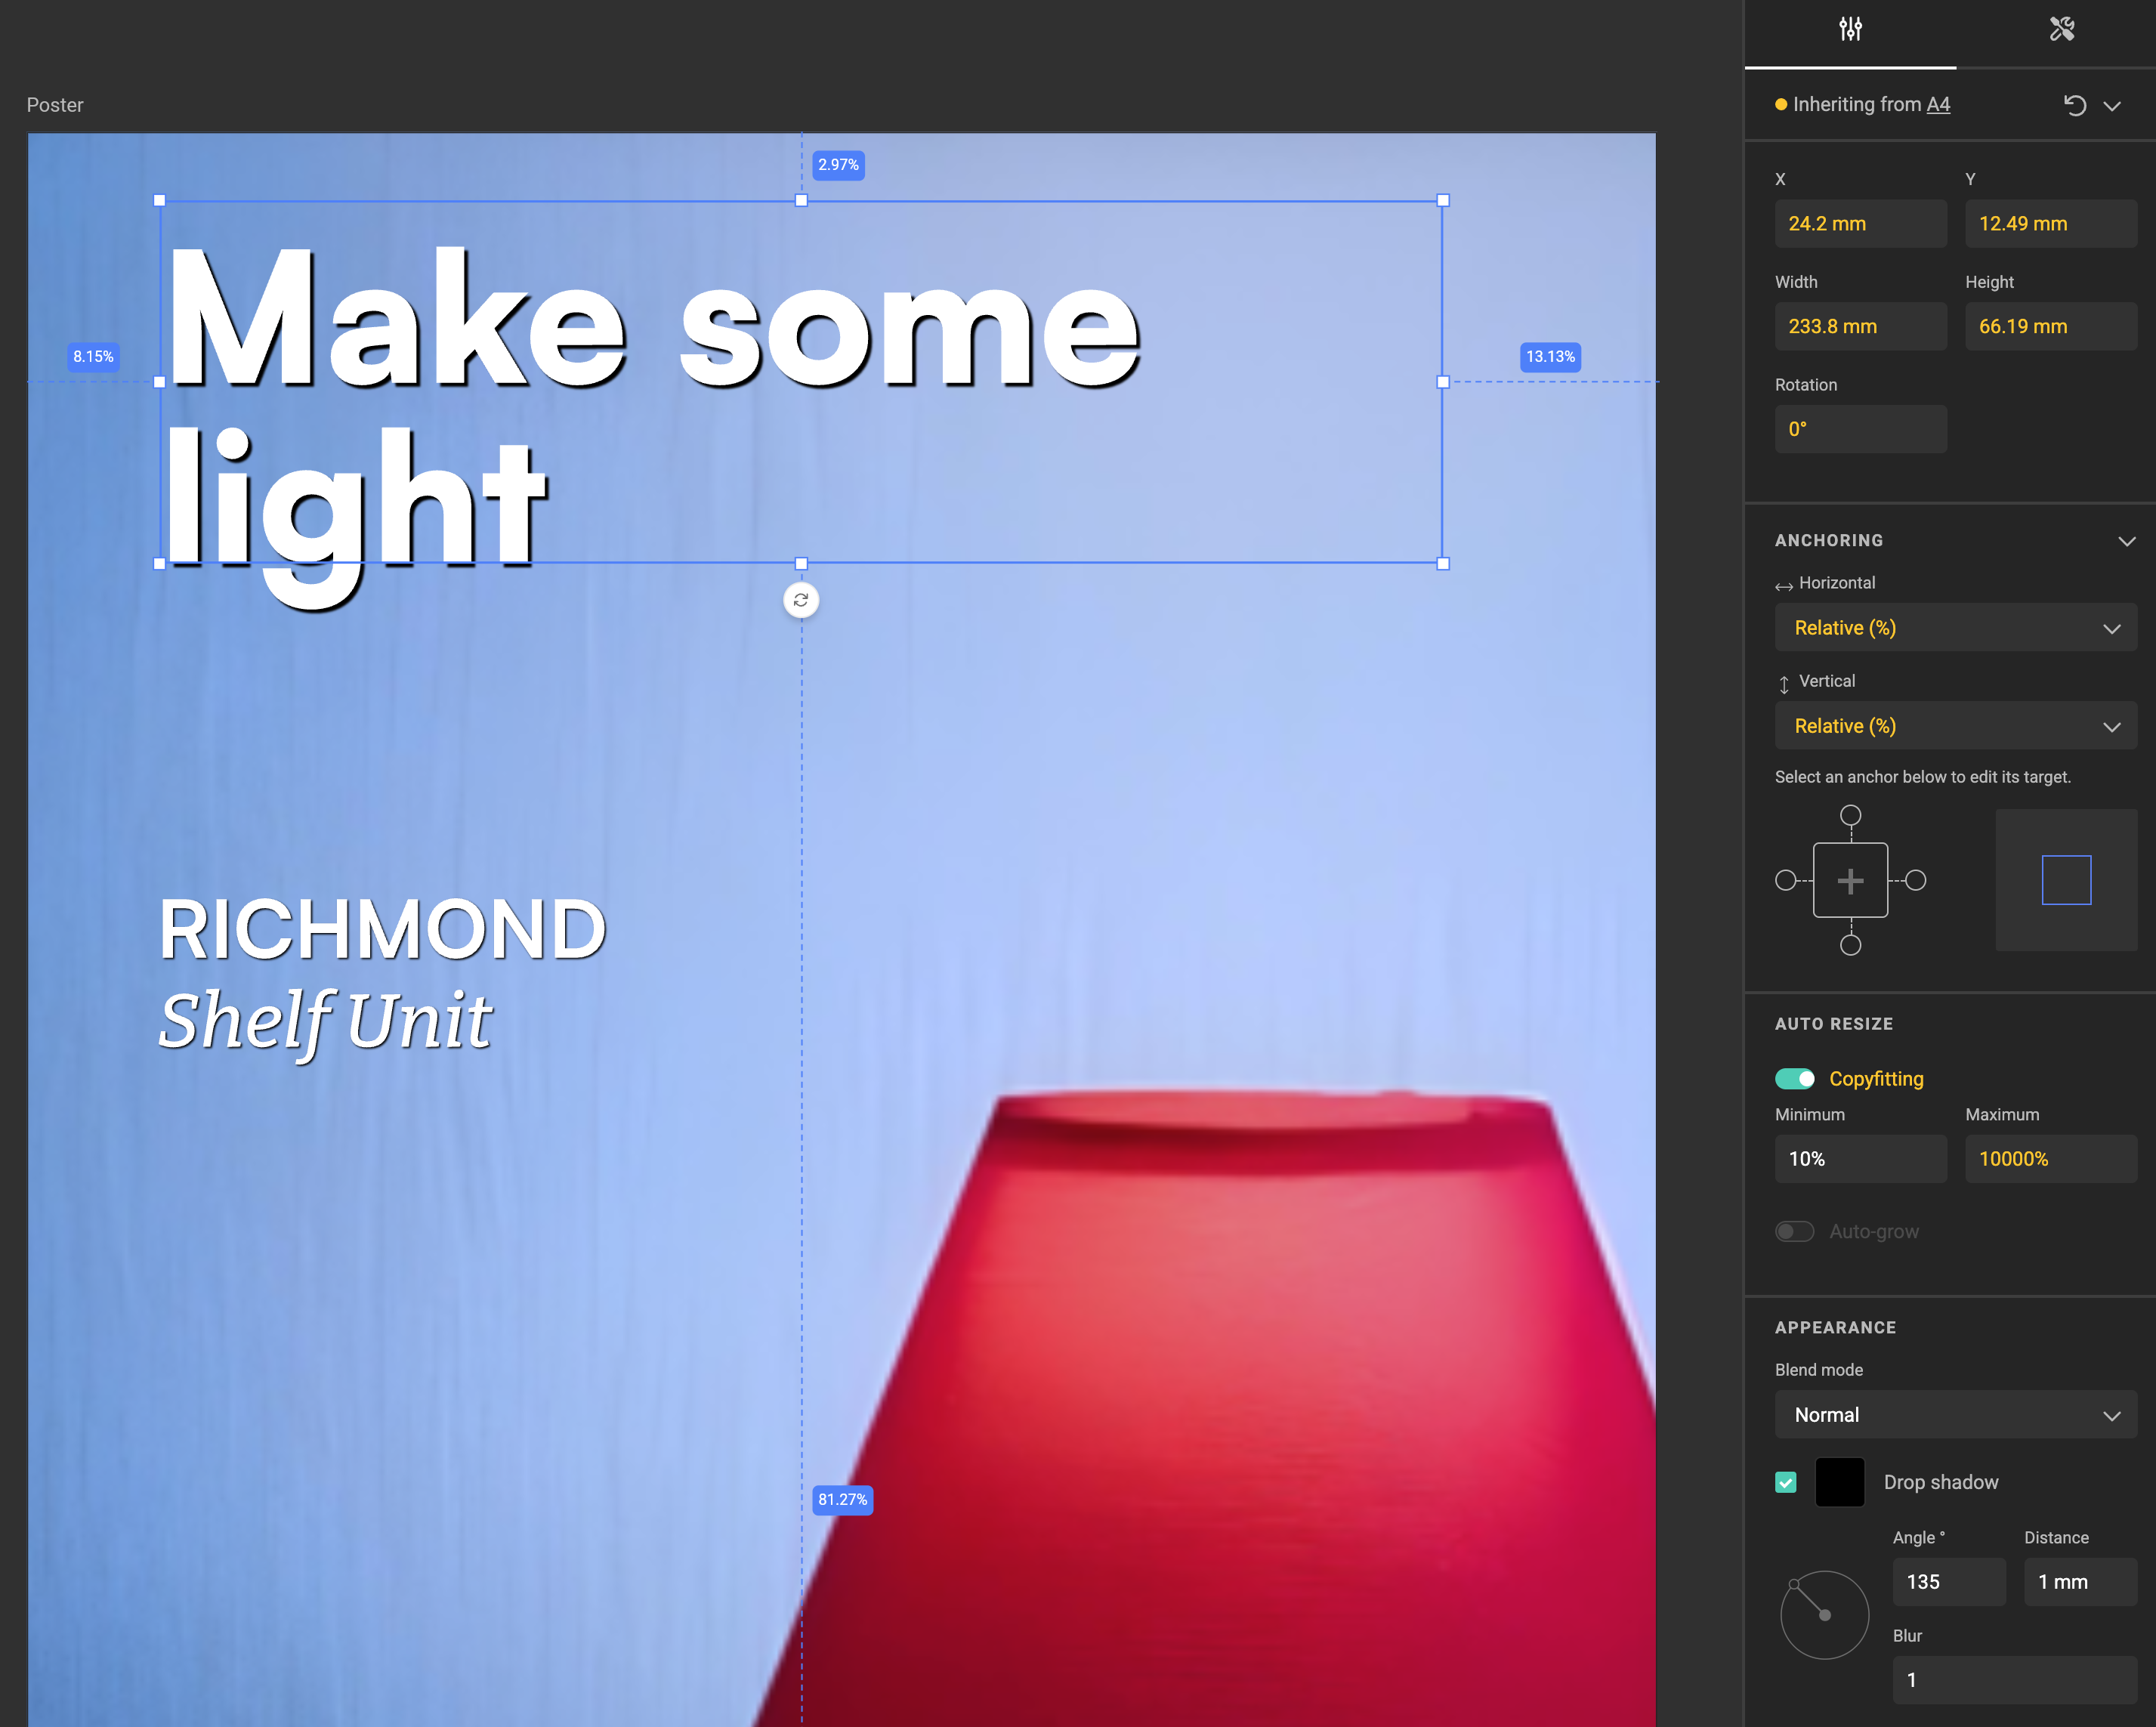 Poster
Inheriting from A4
2.97%
X
Y
24.2 mm
12.49 mm
Width
Height
233.8 mm
66.19 mm
Rotation
0°
Make some
light
8.15%
13.13%
ANCHORING
Horizontal
Relative (%)
Vertical
Relative (%)
Select an anchor below to edit its target.
RICHMOND
Shelf Unit
AUTO RESIZE
Copyfitting
Minimum
Maximum
10%
10000%
Auto-grow
APPEARANCE
Blend mode
Normal
81.27%
Drop shadow
Angle °
Distance
135
1 mm
Blur
1